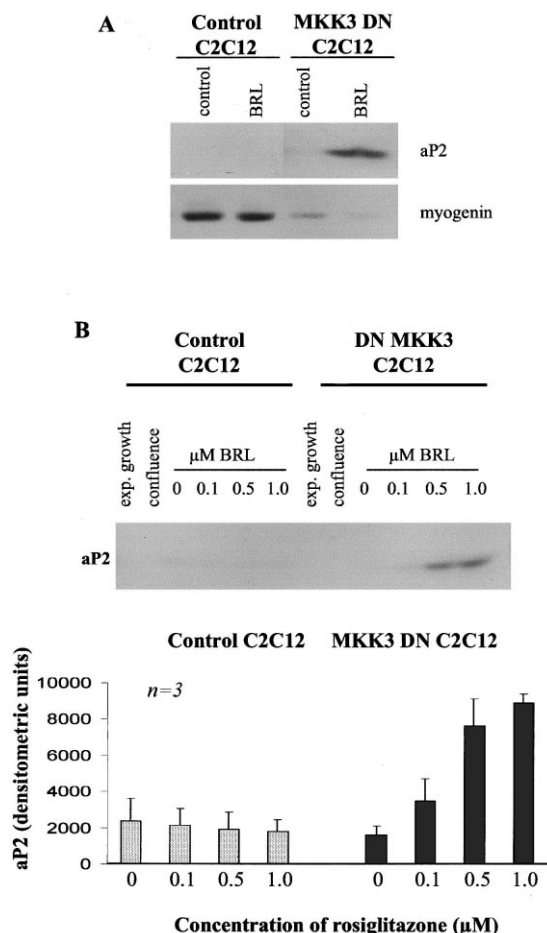 A
Control MKK3 DN
C2C12 C2C12
control BRL control BRL
aP2
myogenin
B
Control DN MKK3
C2C12 C2C12
exp. growth confluence µM BRL exp. growth confluence µM BRL
0 0.1 0.5 1.0 0 0.1 0.5 1.0
aP2
Control C2C12 MKK3 DN C2C12
aP2 (densitometric units)
10000
n=3
8000
6000
4000
2000
0
0 0.1 0.5 1.0 0 0.1 0.5 1.0
Concentration of rosiglitazone (µM)